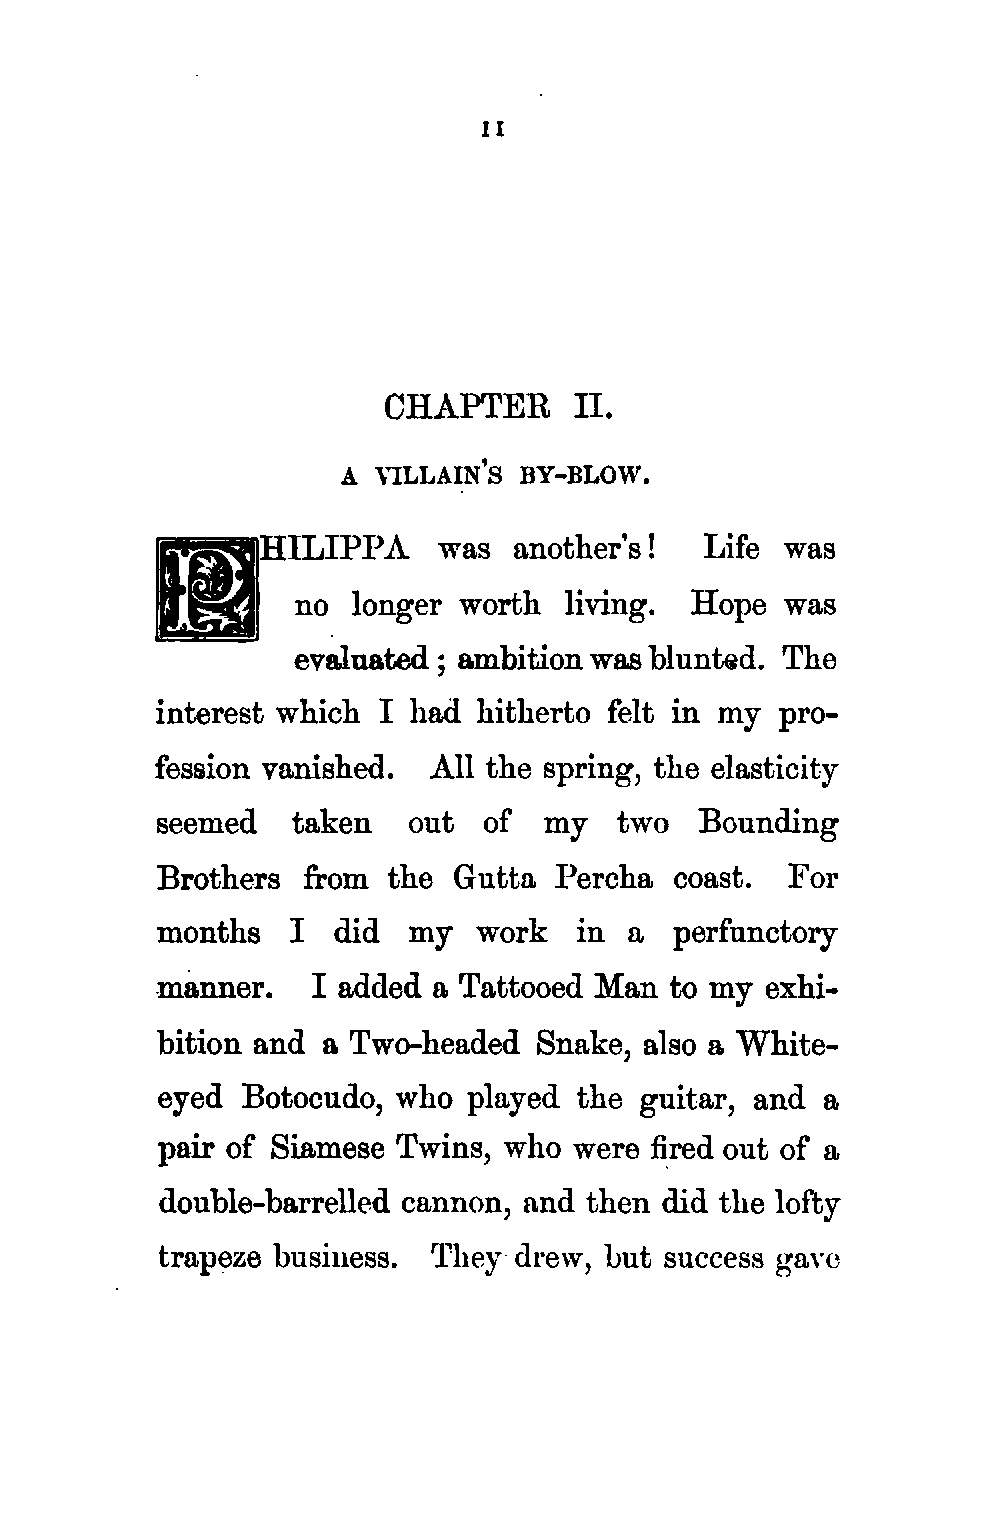 11
CHAPTER II.
A VILLAIN'S BY-BLOW.
PHILIPPA was another's! Life was
no longer worth living. Hope was
evaluated; ambition was blunted. The
interest which I had hitherto felt in my pro-
fession vanished. All the spring, the elasticity
seemed taken out of my two Bounding
Brothers from the Gutta Percha coast. For
months I did my work in a perfunctory
manner. I added a Tattooed Man to my exhi-
bition and a Two-headed Snake, also a White-
eyed Botocudo, who played the guitar, and a
pair of Siamese Twins, who were fired out of a
double-barrelled cannon, and then did the lofty
trapeze business. They drew, but success gave